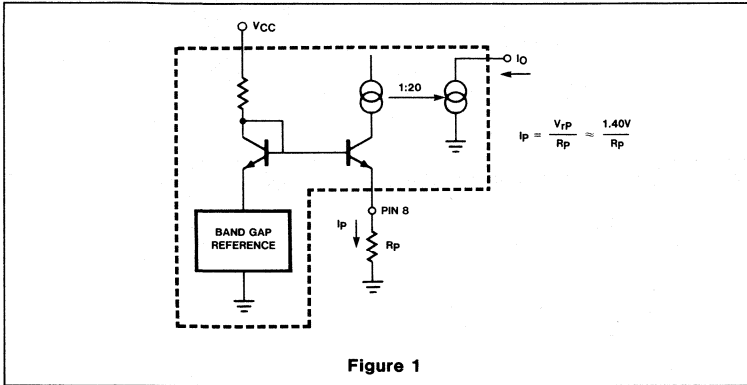 VCC
IO
1:20
IP = VrP / RP ≈ 1.40V / RP
PIN 8
IP
RP
BAND GAP
REFERENCE
Figure 1